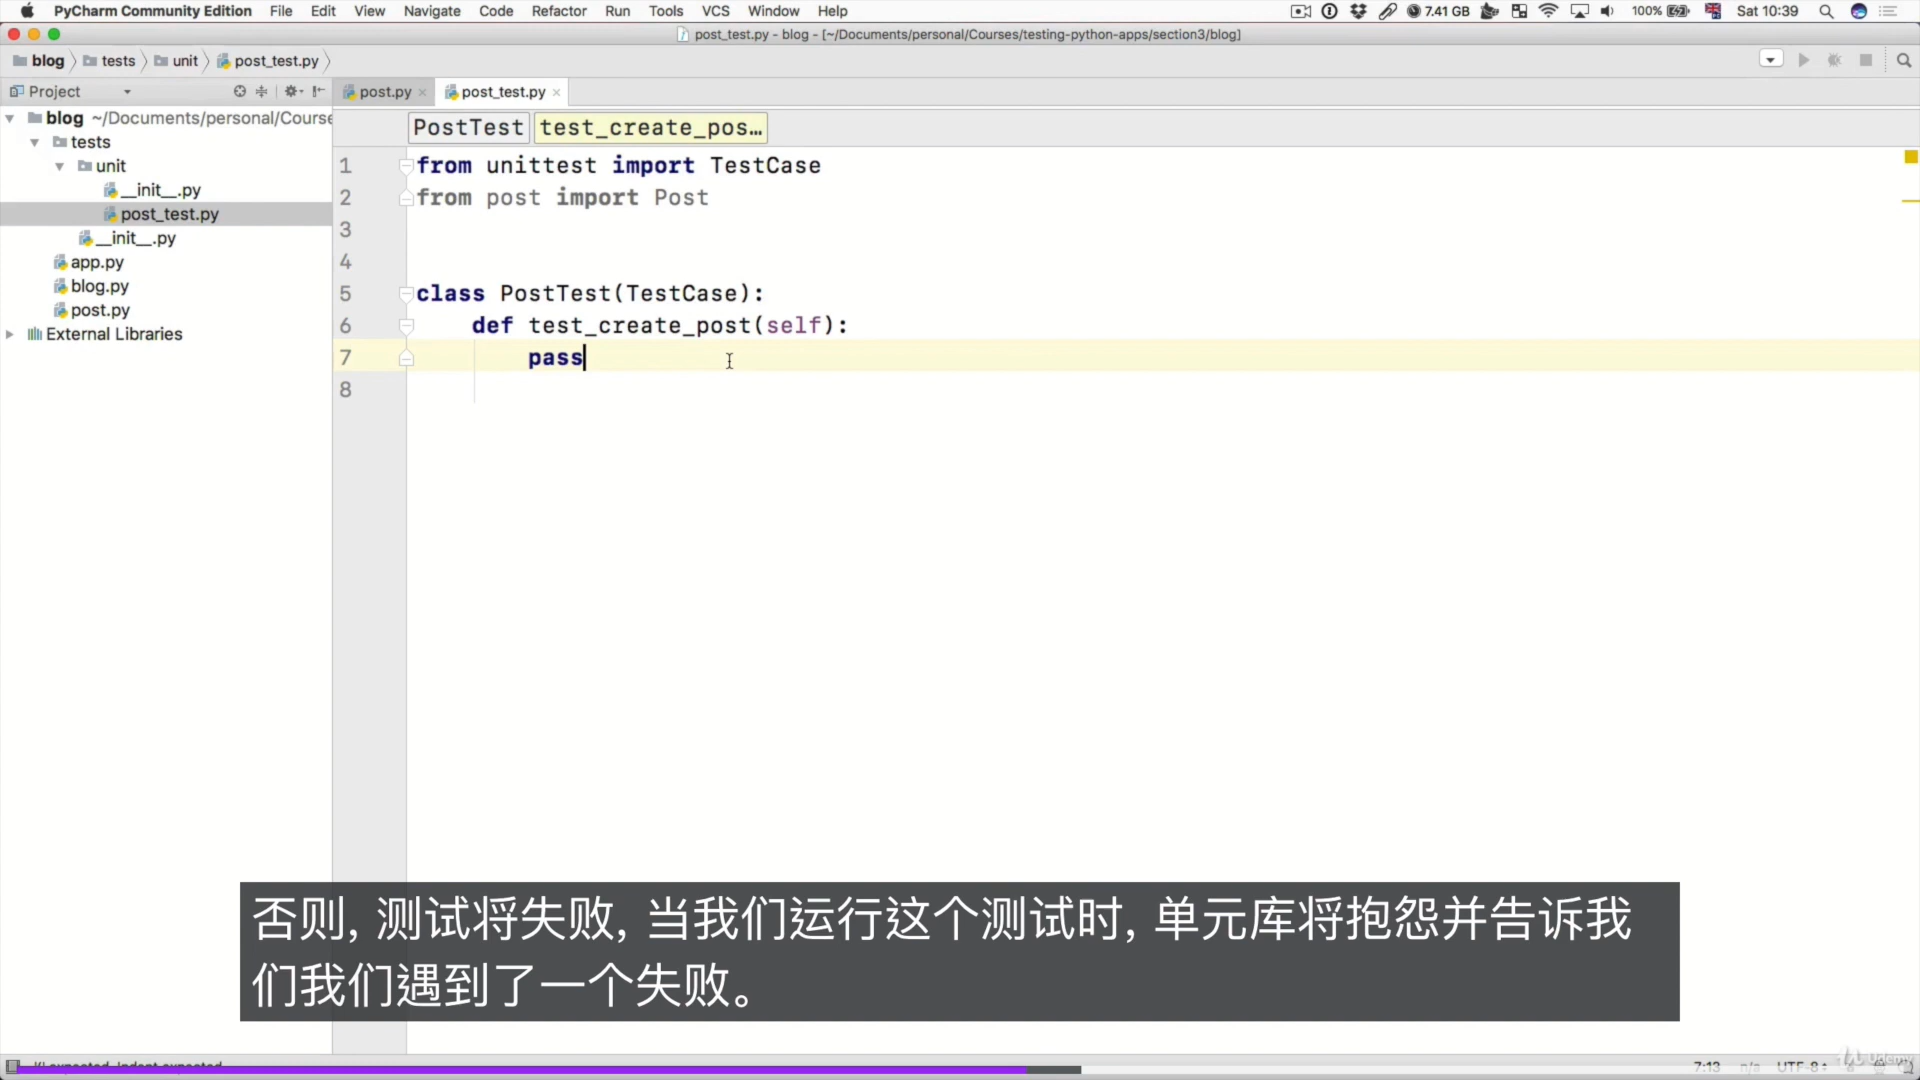 PyCharm Community Edition File Edit View Navigate Code Refactor Run Tools VCS Window Help 7.41 GB 100% Sat 10:39
post_test.py - blog - [~/Documents/personal/Courses/testing-python-apps/section3/blog]
blog tests unit post_test.py
Project
post.py post_test.py
blog ~/Documents/personal/Course
tests
unit
__init__.py
post_test.py
__init__.py
app.py
blog.py
post.py
External Libraries
PostTest test_create_pos…
1 from unittest import TestCase
2 from post import Post
3
4
5 class PostTest(TestCase):
6 def test_create_post(self):
7 pass
8
否则, 测试将失败, 当我们运行这个测试时, 单元库将抱怨并告诉我
们我们遇到了一个失败。
7:13 n/a UTF-8
Udemy